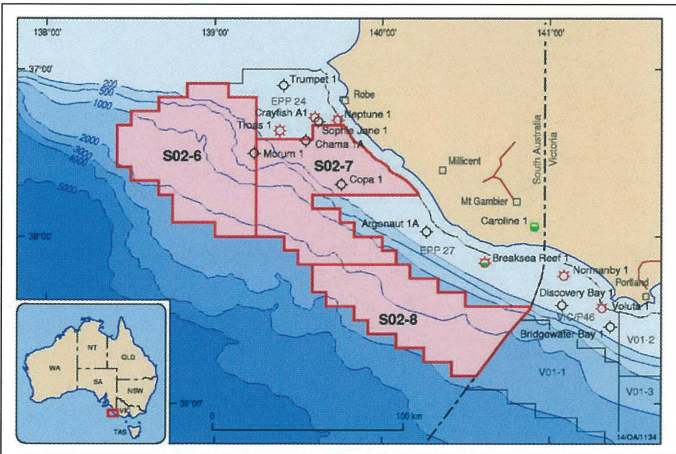 138°00'
139°00'
140°00'
141°00'
37°00'
200
500
1000
2000
3000
4000
5000
Trumpet 1
EPP 24
Robe
Crayfish A1
Neptune 1
Troas 1
Sophie Jane 1
Chama 1A
S02-6
Morum 1
S02-7
Millicent
South Australia
Victoria
Copa 1
Mt Gambier
Argonaut 1A
Caroline 1
38°00'
EPP 27
Breaksea Reef 1
Normanby 1
Portland
Discovery Bay 1
VIC/P46
Voluta 1
S02-8
Bridgewater Bay 1
V01-2
V01-1
V01-3
NT
QLD
WA
SA
NSW
VIC
TAS
39°00'
0
100 km
14/OA/1134